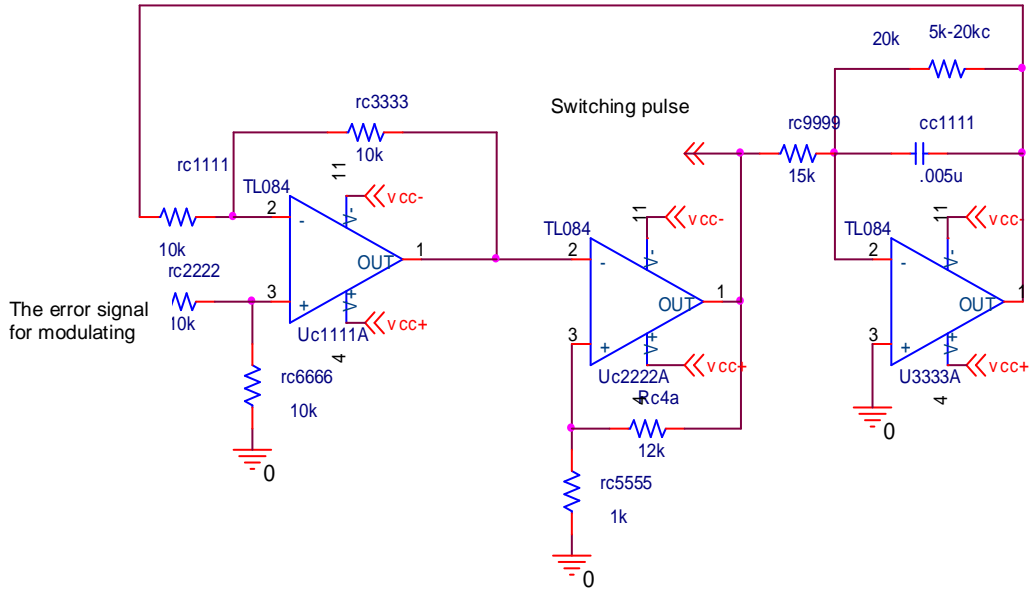 20k
5k-20kc
rc3333
10k
Switching pulse
rc9999
15k
cc1111
.005u
rc1111
10k
TL084
11
vcc-
V-
2
-
OUT
1
3
+
V+
vcc+
Uc1111A
4
rc2222
10k
The error signal
for modulating
rc6666
10k
0
TL084
11
vcc-
V-
2
-
OUT
1
3
+
V+
vcc+
Uc2222A
4
Rc4a
12k
rc5555
1k
0
TL084
11
vcc-
V-
2
-
OUT
1
3
+
V+
vcc+
U3333A
4
0